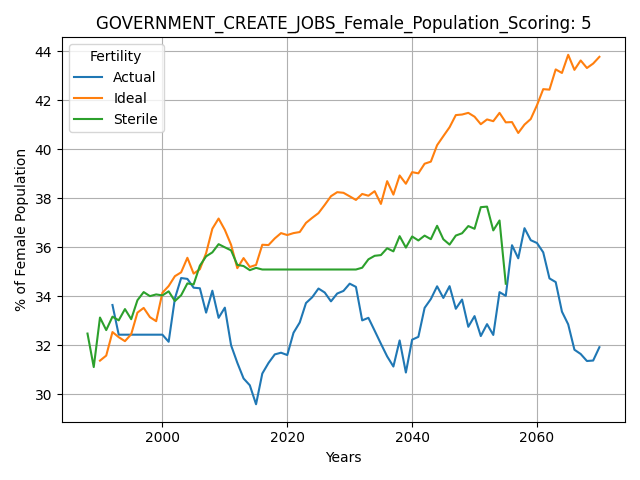 GOVERNMENT_CREATE_JOBS_Female_Population_Scoring: 5
Fertility
Actual
Ideal
Sterile
% of Female Population
44
42
40
38
36
34
32
30
2000
2020
2040
2060
Years